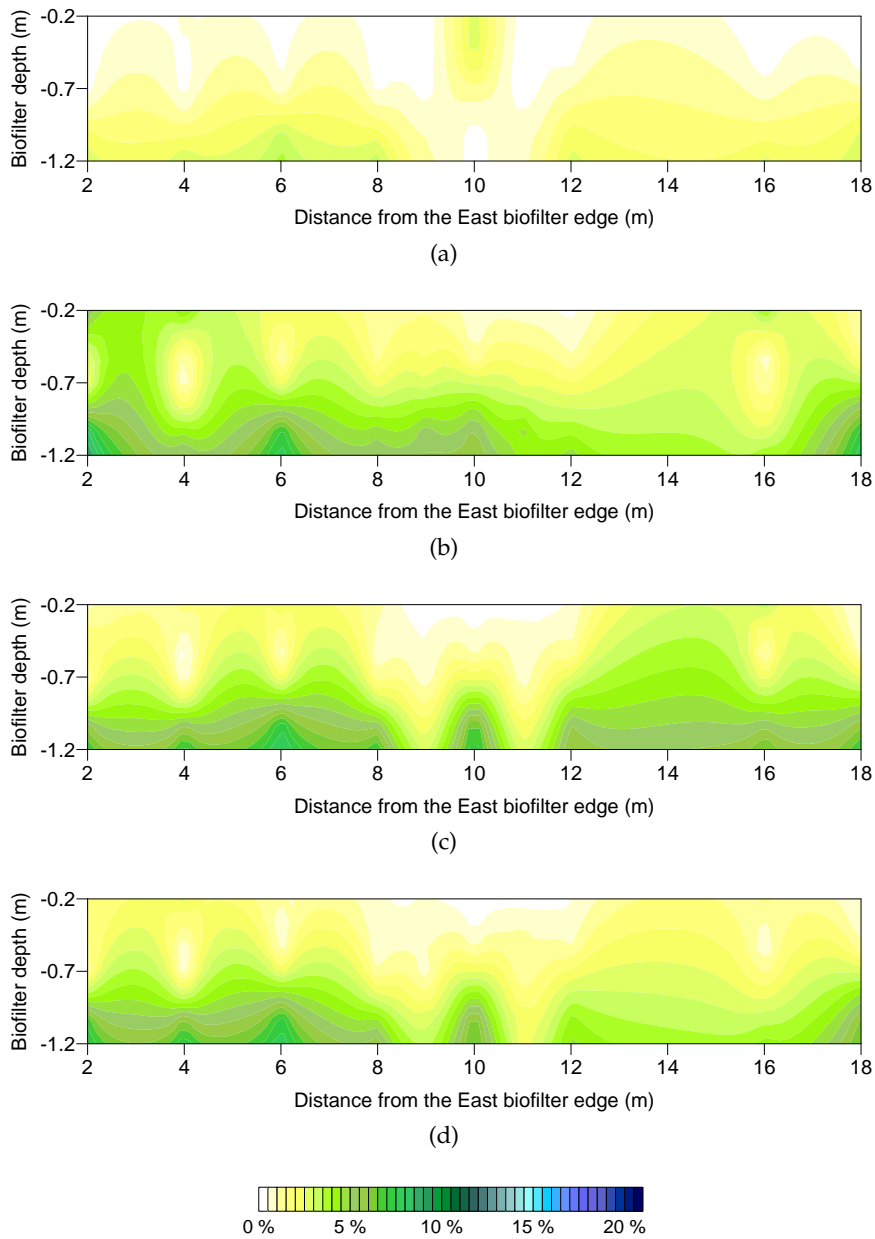 Biofilter depth (m)
-0.2
-0.7
-1.2
2 4 6 8 10 12 14 16 18
Distance from the East biofilter edge (m)
(a)
Biofilter depth (m)
-0.2
-0.7
-1.2
2 4 6 8 10 12 14 16 18
Distance from the East biofilter edge (m)
(b)
Biofilter depth (m)
-0.2
-0.7
-1.2
2 4 6 8 10 12 14 16 18
Distance from the East biofilter edge (m)
(c)
Biofilter depth (m)
-0.2
-0.7
-1.2
2 4 6 8 10 12 14 16 18
Distance from the East biofilter edge (m)
(d)
0 % 5 % 10 % 15 % 20 %